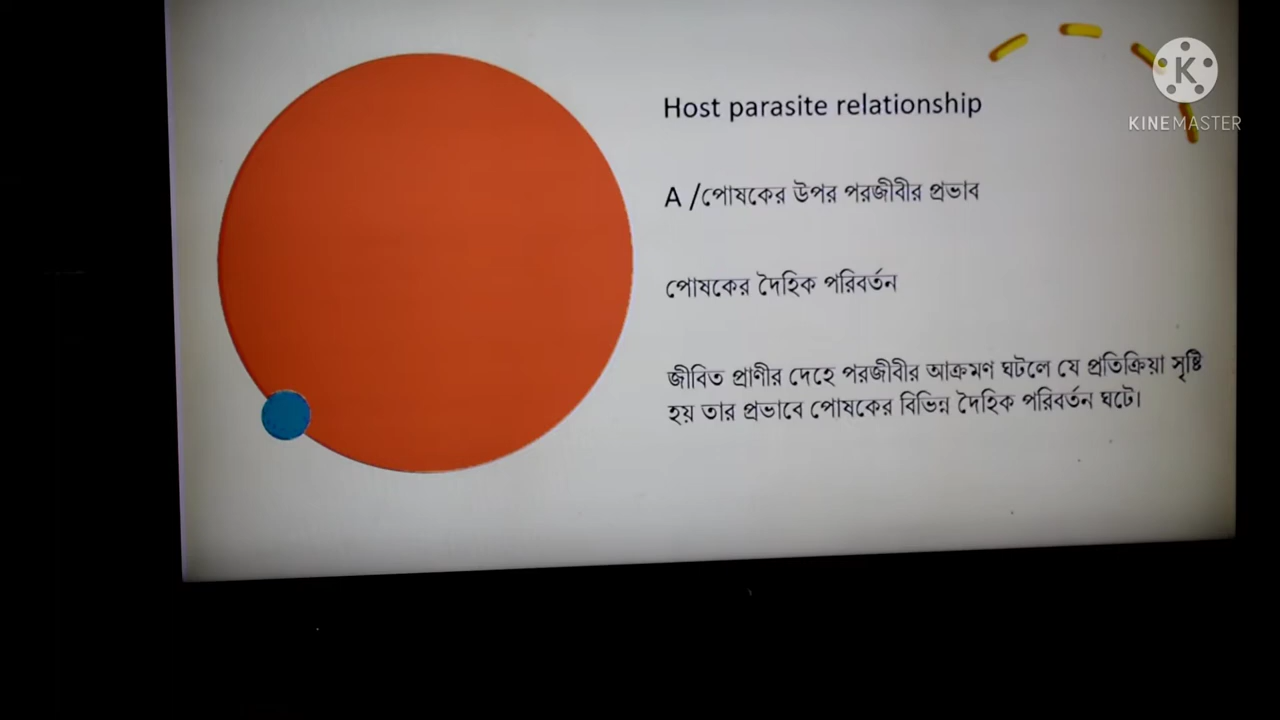 Host parasite relationship
A /পোষকের উপর পরজীবীর প্রভাব
পোষকের দৈহিক পরিবর্তন
জীবিত প্রাণীর দেহে পরজীবীর আক্রমণ ঘটলে যে প্রতিক্রিয়া সৃষ্টি
হয় তার প্রভাবে পোষকের বিভিন্ন দৈহিক পরিবর্তন ঘটে।
K
KINEMASTER